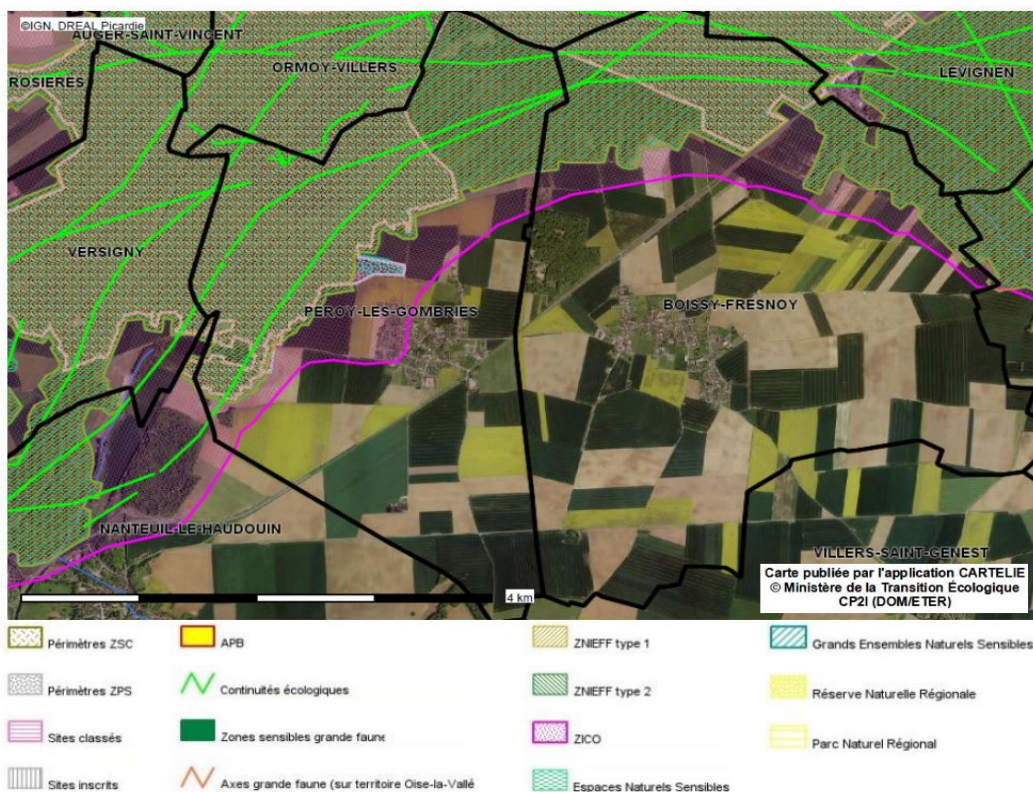 ©IGN, DREAL Picardie
AUGER-SAINT-VINCENT
ROSIERES
ORMOY-VILLERS
LEVIGNEN
VERSIGNY
PEROY-LES-GOMBRIES
BOISSY-FRESNOY
NANTEUIL-LE-HAUDOUIN
VILLERS-SAINT-GENEST
4 km
Carte publiée par l'application CARTELIE
© Ministère de la Transition Écologique
CP2I (DOM/ETER)
Périmètres ZSC
Périmètres ZPS
Sites classés
Sites inscrits
APB
Continuités écologiques
Zones sensibles grande faune
Axes grande faune (sur territoire Oise-la-Vallé
ZNIEFF type 1
ZNIEFF type 2
ZICO
Espaces Naturels Sensibles
Grands Ensembles Naturels Sensibles
Réserve Naturelle Régionale
Parc Naturel Régional